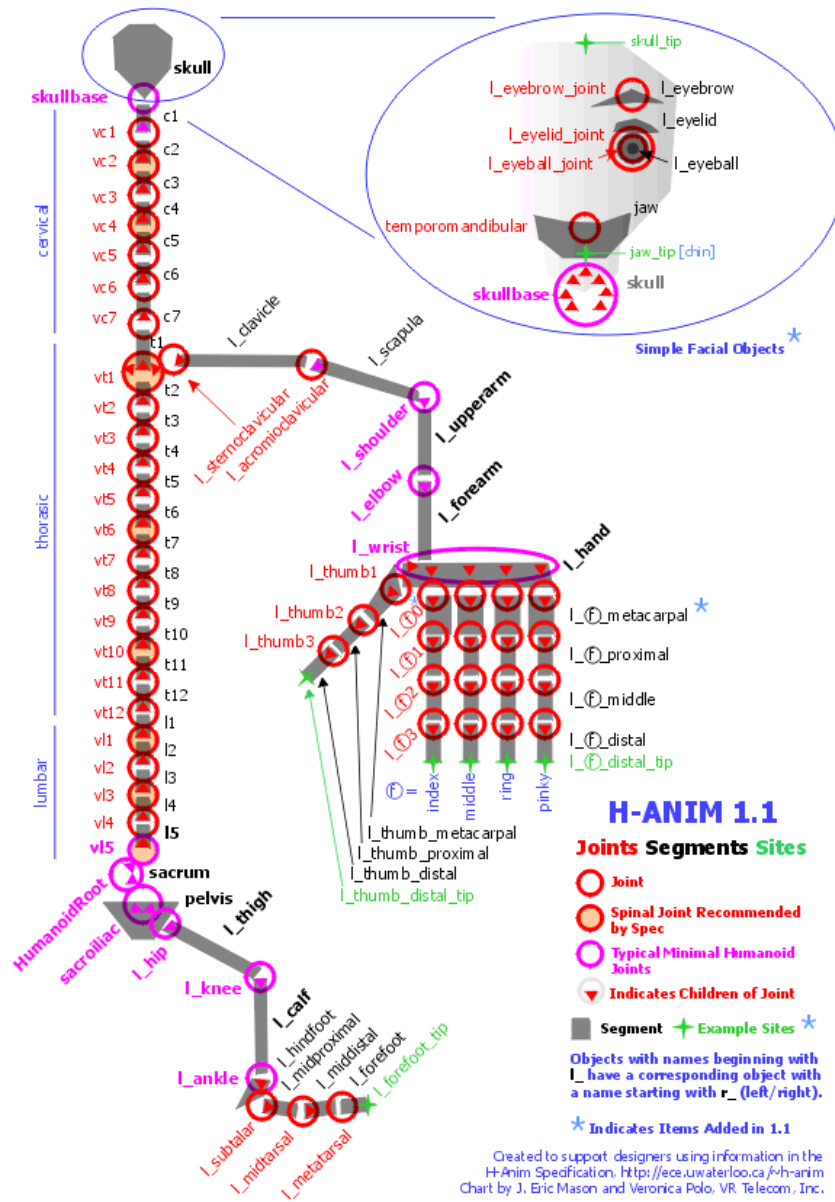 skull
skullbase
skull_tip
l_eyebrow_joint
l_eyebrow
l_eyelid
l_eyelid_joint
l_eyeball_joint
l_eyeball
jaw
temporomandibular
jaw_tip [chin]
skull
skullbase
Simple Facial Objects *
cervical
c1
vc1
c2
vc2
c3
vc3
c4
vc4
c5
vc5
c6
vc6
c7
vc7
thorasic
t1
vt1
t2
vt2
t3
vt3
t4
vt4
t5
vt5
t6
vt6
t7
vt7
t8
vt8
t9
vt9
t10
vt10
t11
vt11
t12
vt12
lumbar
l1
vl1
l2
vl2
l3
vl3
l4
vl4
l5
vl5
l_clavicle
l_scapula
l_sternoclavicular
l_acromioclavicular
l_shoulder
l_upperarm
l_elbow
l_forearm
l_wrist
l_hand
l_thumb1
l_thumb2
l_thumb3
l_ⓕ0 *
l_ⓕ1
l_ⓕ2
l_ⓕ3
l_ⓕ_metacarpal *
l_ⓕ_proximal
l_ⓕ_middle
l_ⓕ_distal
l_ⓕ_distal_tip
ⓕ = index middle ring pinky
l_thumb_metacarpal
l_thumb_proximal
l_thumb_distal
l_thumb_distal_tip
sacrum
HumanoidRoot
pelvis
sacroiliac
l_hip
l_thigh
l_knee
l_calf
l_ankle
l_hindfoot
l_midproximal
l_middistal
l_forefoot
l_forefoot_tip
l_subtalar
l_midtarsal
l_metatarsal
H-ANIM 1.1
Joints Segments Sites
Joint
Spinal Joint Recommended
by Spec
Typical Minimal Humanoid
Joints
Indicates Children of Joint
Segment Example Sites *
Objects with names beginning with
l_ have a corresponding object with
a name starting with r_ (left/right).
* Indicates Items Added in 1.1
Created to support designers using information in the
H-Anim Specification, http://ece.uwaterloo.ca/~h-anim
Chart by J. Eric Mason and Veronica Polo, VR Telecom, Inc.